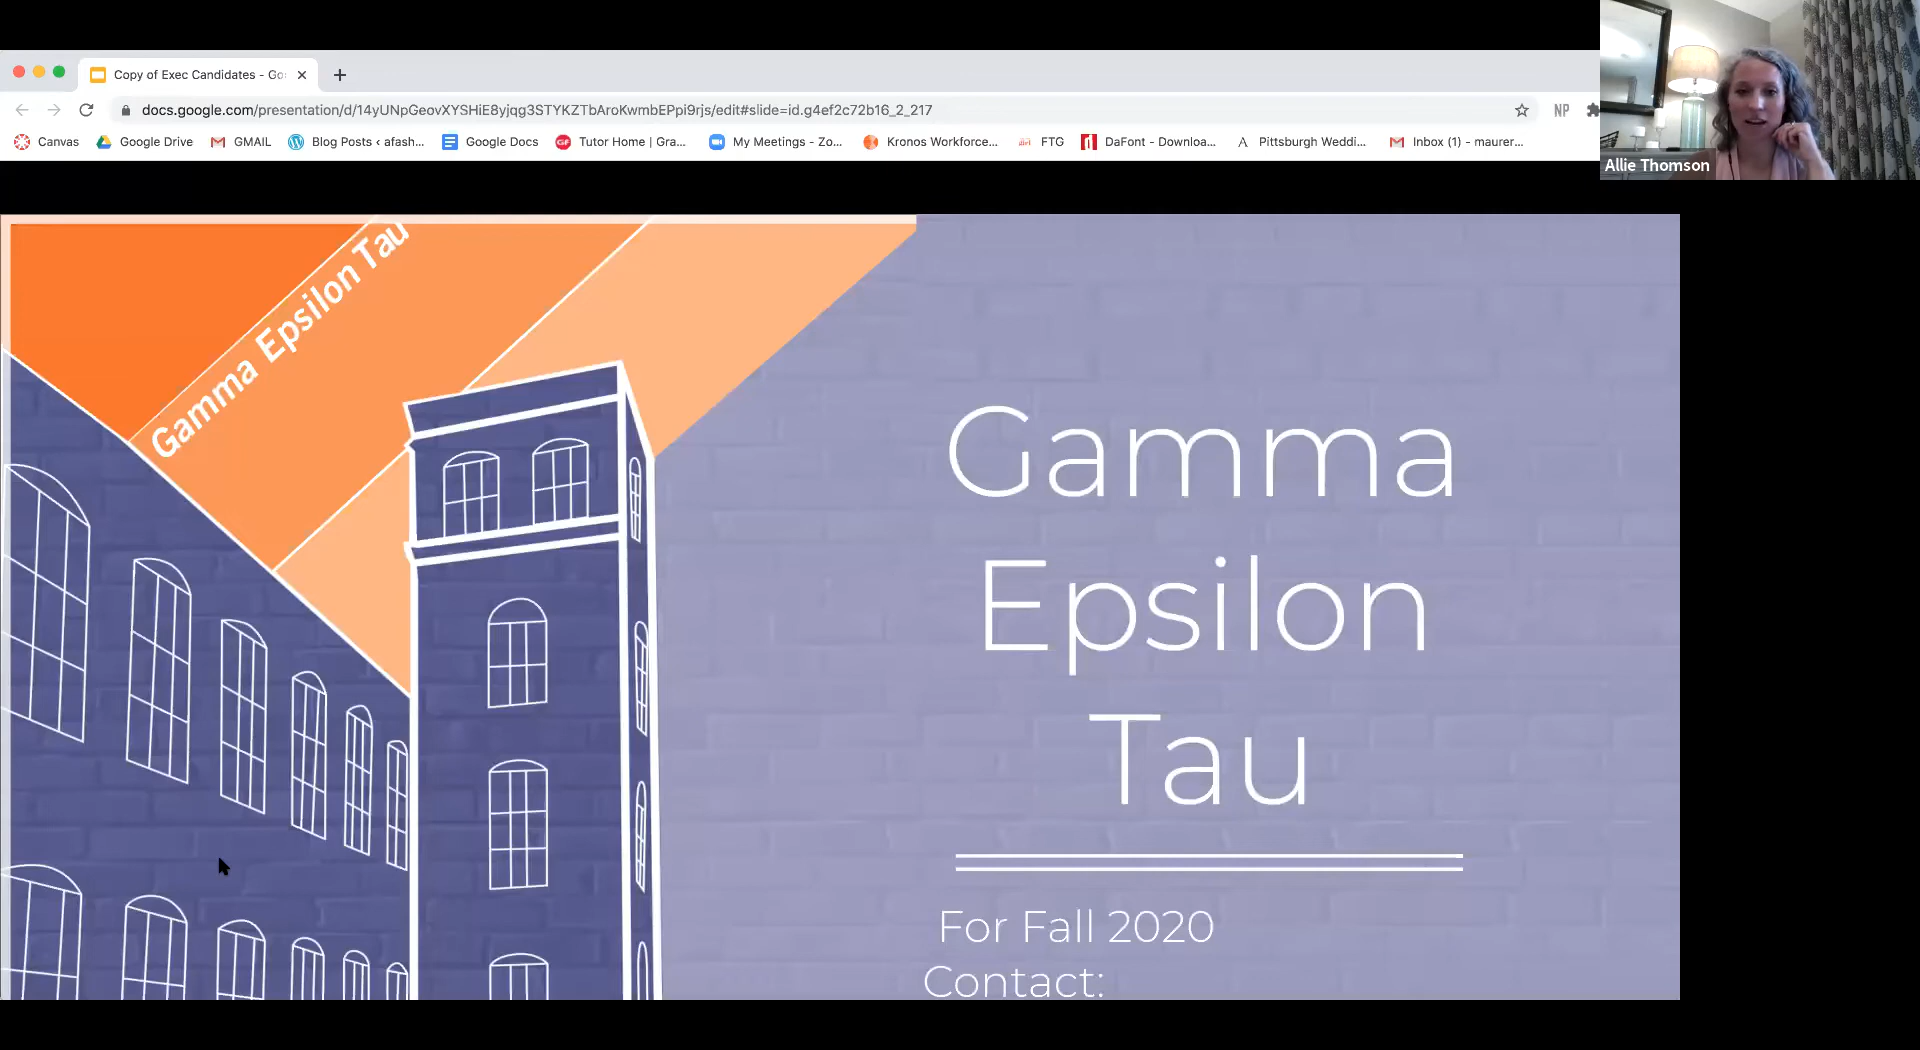 Copy of Exec Candidates - Go
docs.google.com/presentation/d/14yUNpGeovXYSHiE8yjqg3STYKZTbAroKwmbEPpi9rjs/edit#slide=id.g4ef2c72b16_2_217
NP
Canvas Google Drive GMAIL Blog Posts ‹ afash... Google Docs GF Tutor Home | Gra... My Meetings - Zo... Kronos Workforce... FTG DaFont - Downloa... A Pittsburgh Weddi... Inbox (1) - maurer...
Allie Thomson
Gamma Epsilon Tau
Gamma
Epsilon
Tau
For Fall 2020
Contact: